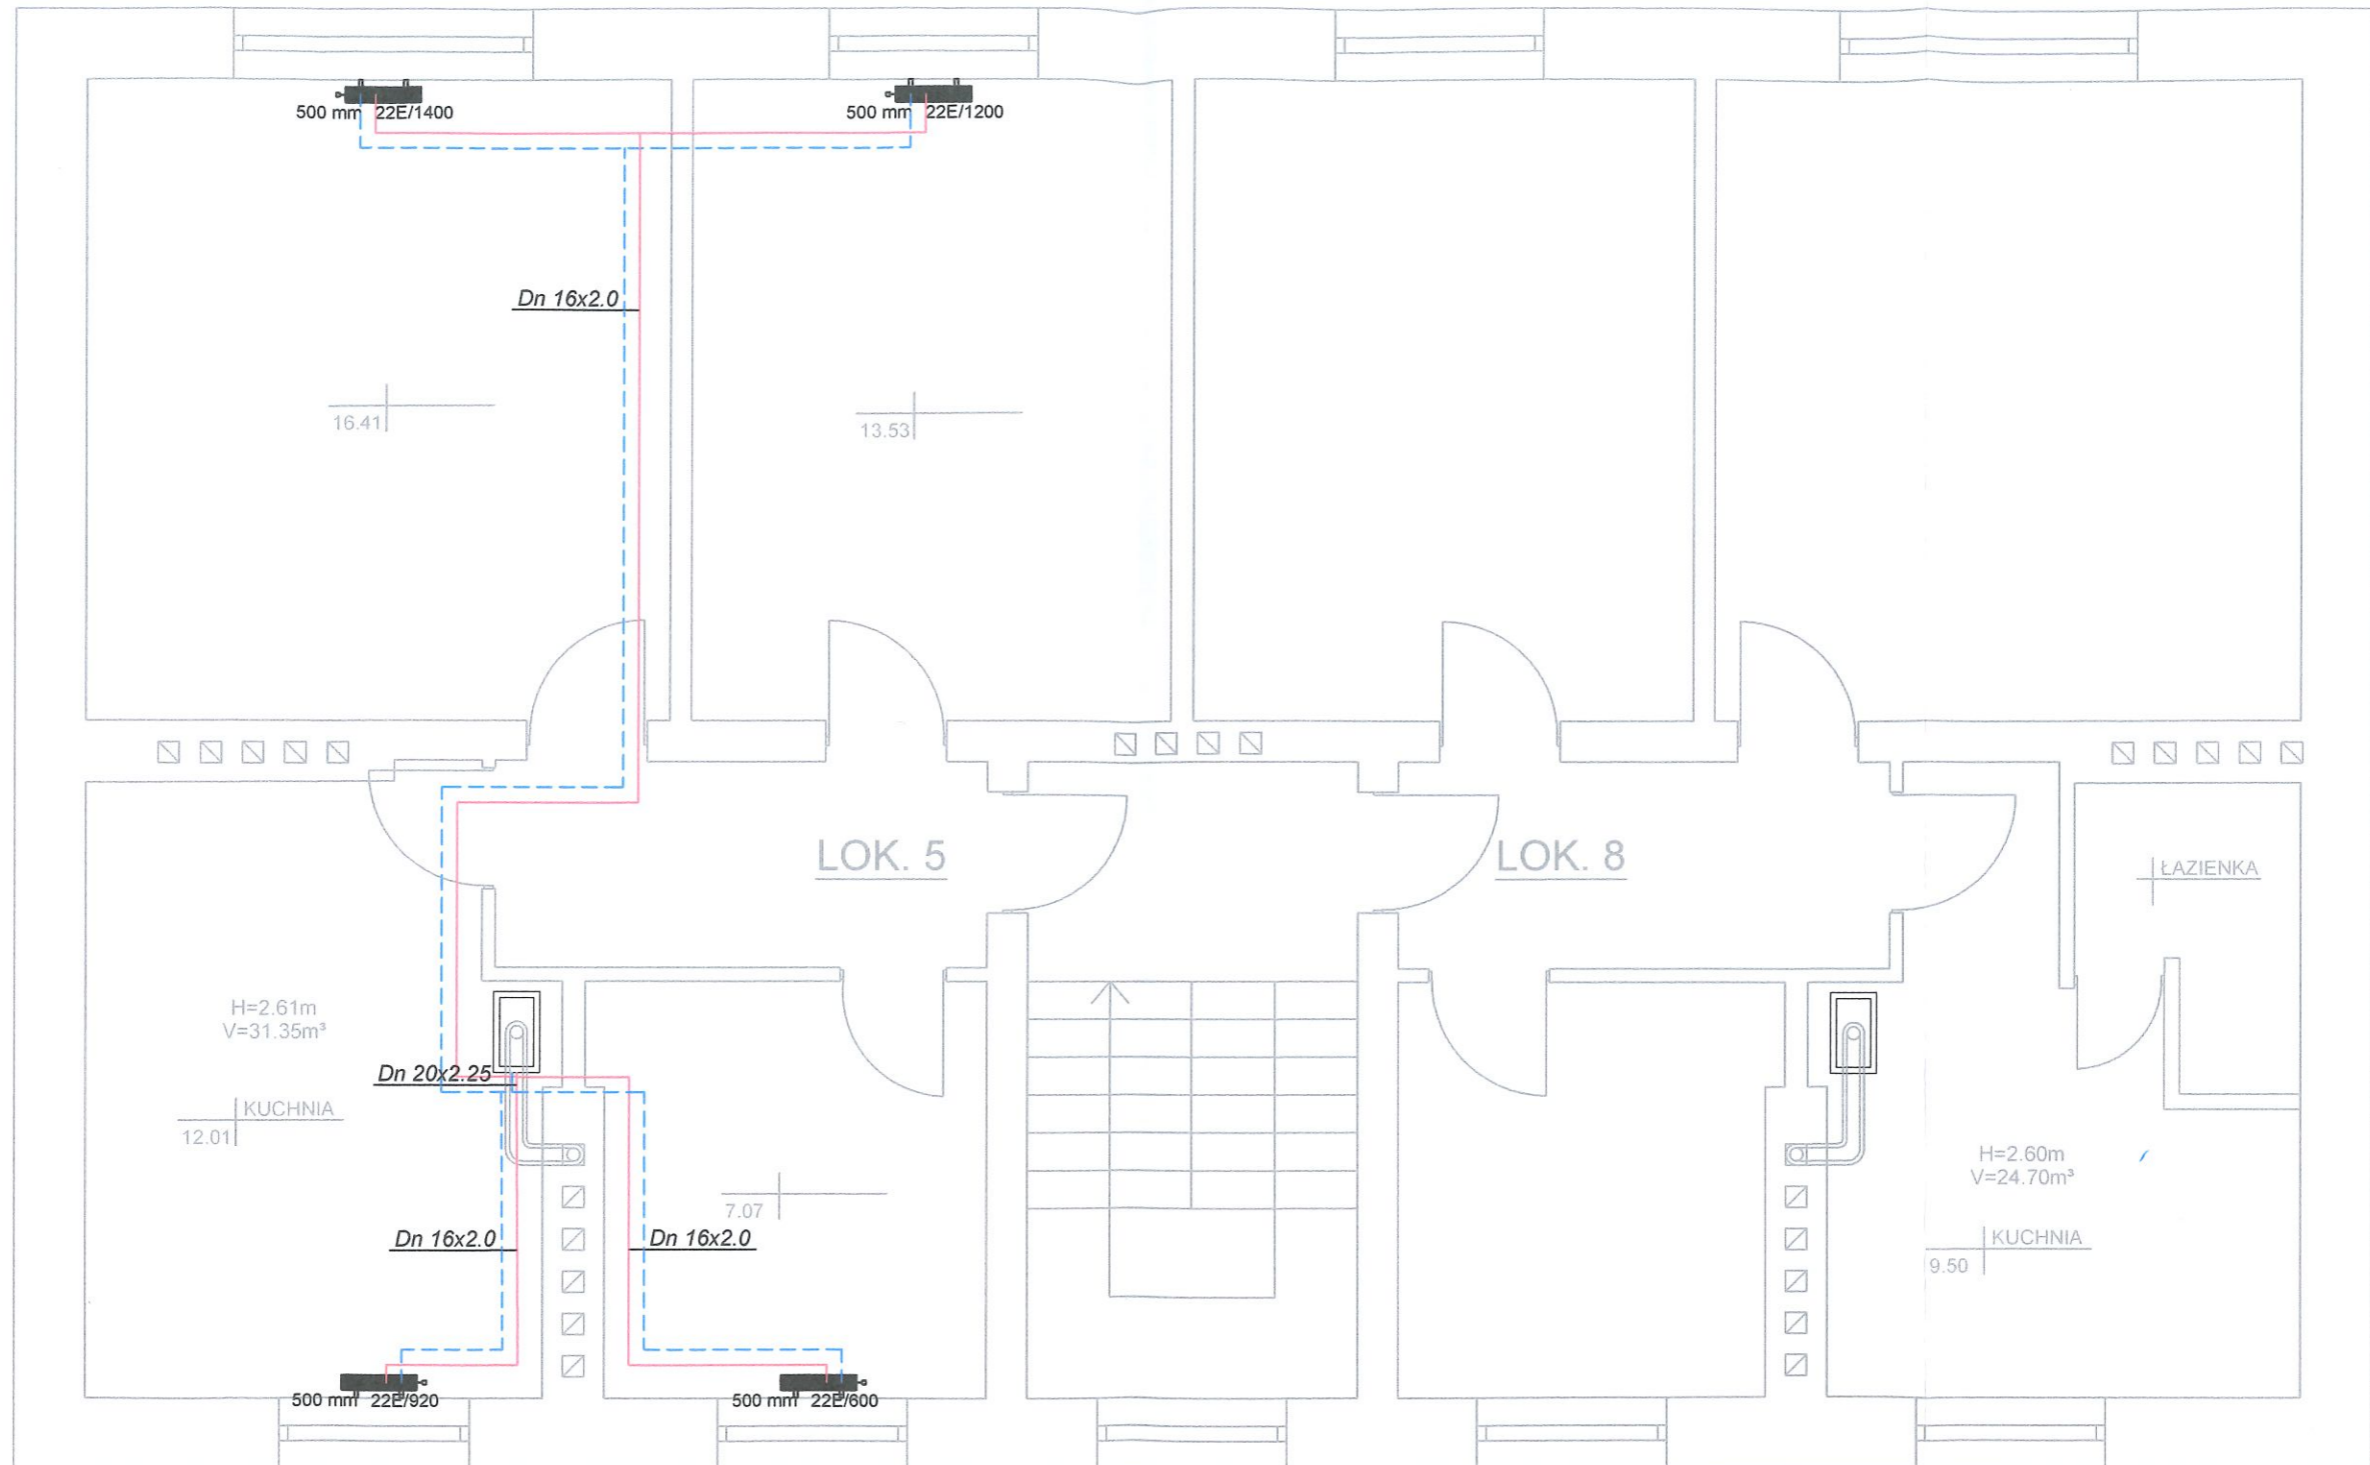 500 mm 22E/1400
500 mm 22E/1200
Dn 16x2.0
16.41
13.53
LOK. 5
LOK. 8
ŁAZIENKA
H=2.61m
V=31.35m³
Dn 20x2.25
KUCHNIA
12.01
H=2.60m
V=24.70m³
7.07
Dn 16x2.0
Dn 16x2.0
KUCHNIA
9.50
500 mm 22E/920
500 mm 22E/600